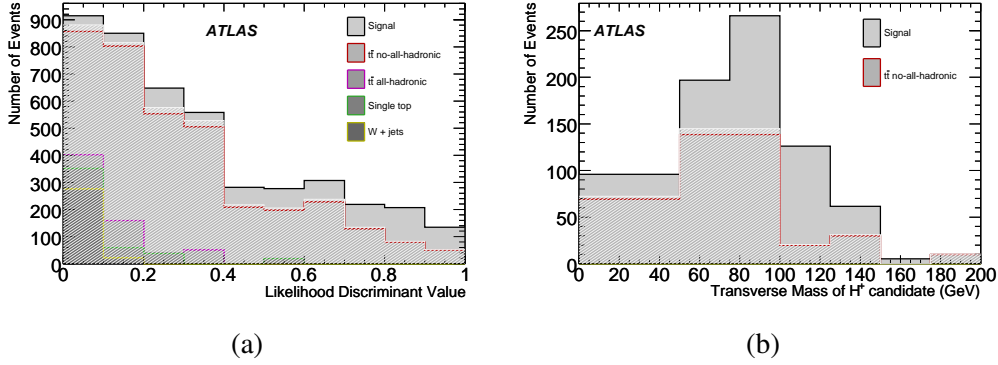 Number of Events
900
800
700
600
500
400
300
200
100
0
ATLAS
Signal
tt̄ no-all-hadronic
tt̄ all-hadronic
Single top
W + jets
0 0.2 0.4 0.6 0.8 1
Likelihood Discriminant Value
(a)
Number of Events
250
200
150
100
50
0
ATLAS
Signal
tt̄ no-all-hadronic
0 20 40 60 80 100 120 140 160 180 200
Transverse Mass of H⁺ candidate (GeV)
(b)